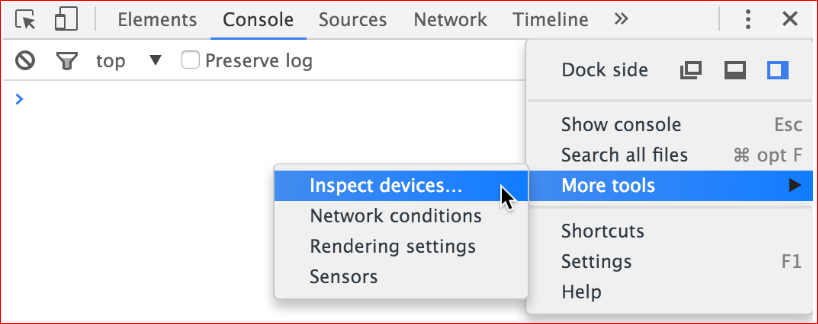 Elements Console Sources Network Timeline »
top ▼ Preserve log
Dock side
>
Show console Esc
Search all files ⌘ opt F
Inspect devices... More tools ▶
Network conditions
Shortcuts
Rendering settings
Settings F1
Sensors
Help